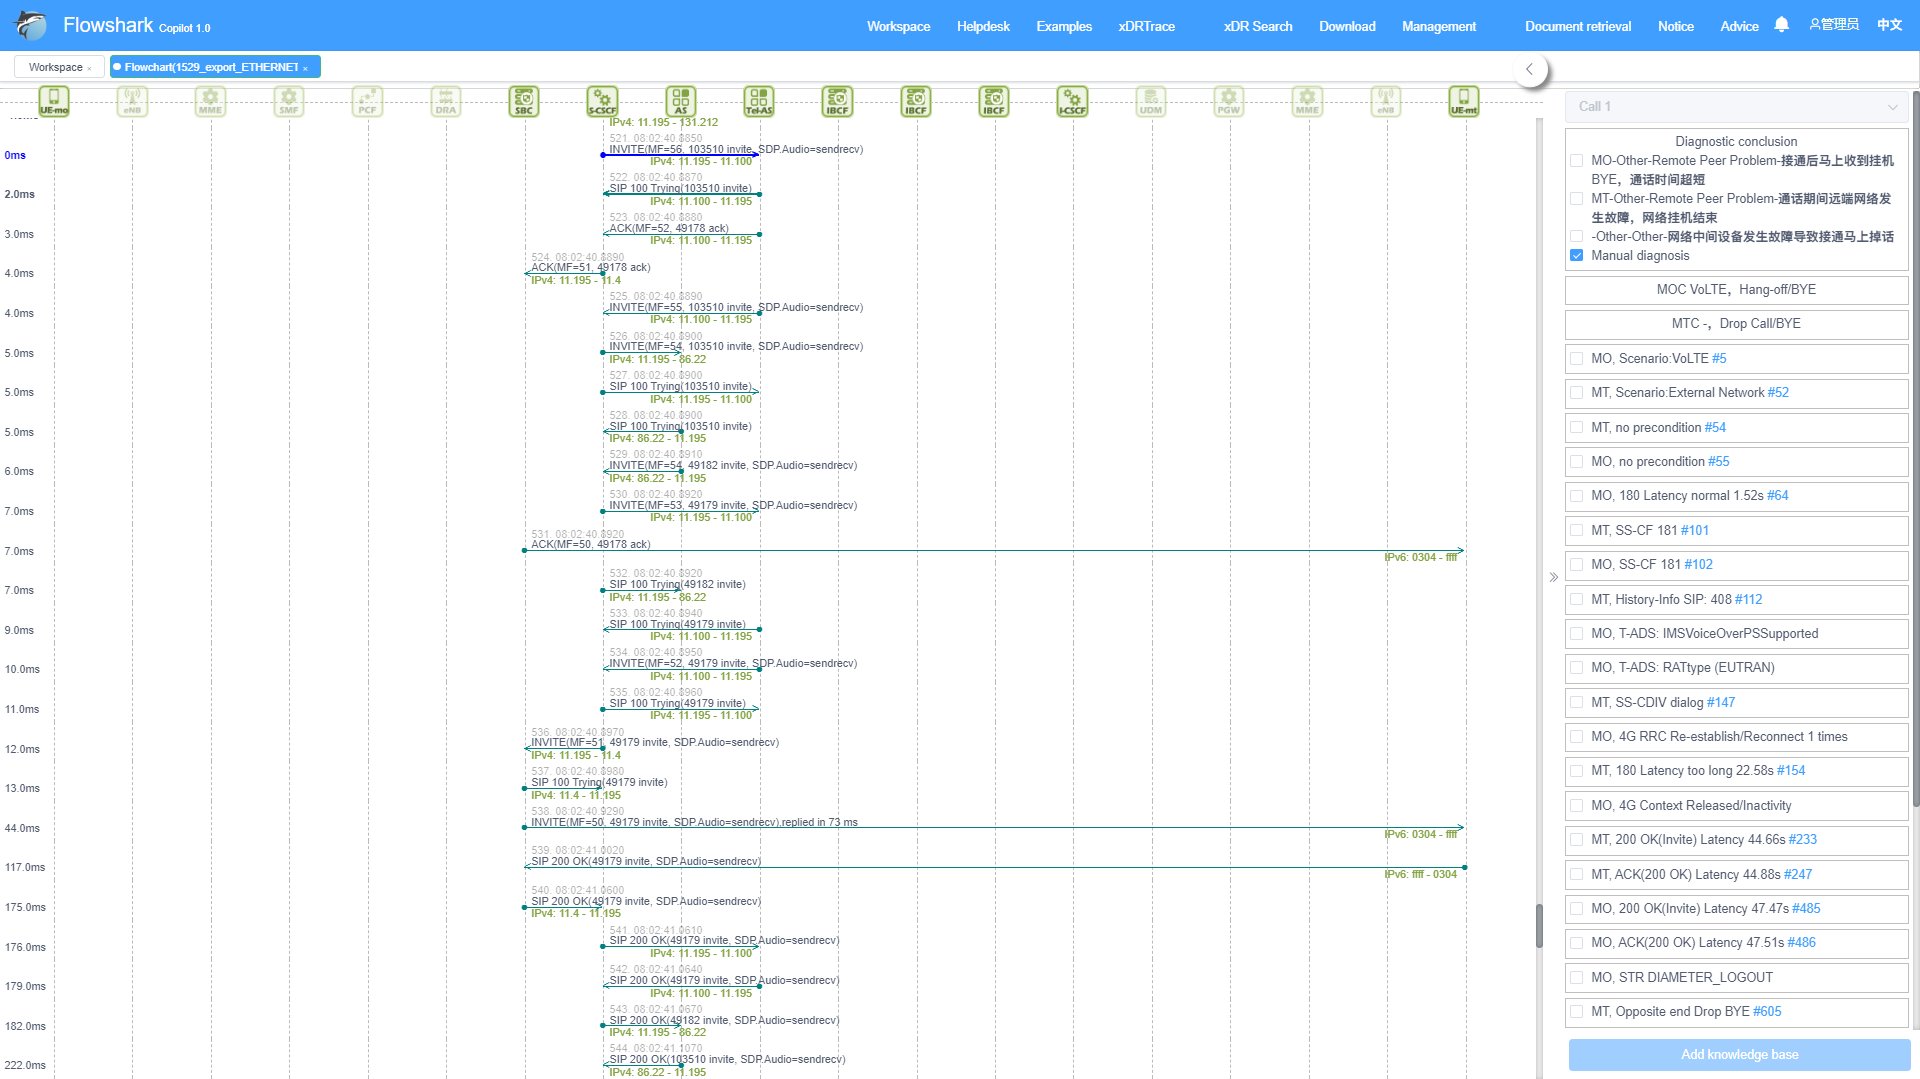 Flowshark Copilot 1.0
Workspace Helpdesk Examples xDRTrace xDR Search Download Management Document retrieval Notice Advice 管理员 中文
Workspace × Flowchart(1529_export_ETHERNET ×
UE-mo eNB MME SMF PCF DRA SBC S-CSCF AS Tel-AS IBCF IBCF IBCF I-CSCF UDM PGW MME eNB UE-mt
IPv4: 11.195 - 131.212
521. 08:02:40.8850
0ms INVITE(MF=56, 103510 invite, SDP.Audio=sendrecv)
IPv4: 11.195 - 11.100
522. 08:02:40.8870
2.0ms SIP 100 Trying(103510 invite)
IPv4: 11.100 - 11.195
523. 08:02:40.8880
3.0ms ACK(MF=52, 49178 ack)
IPv4: 11.100 - 11.195
524. 08:02:40.8890
4.0ms ACK(MF=51, 49178 ack)
IPv4: 11.195 - 11.4
525. 08:02:40.8890
4.0ms INVITE(MF=55, 103510 invite, SDP.Audio=sendrecv)
IPv4: 11.100 - 11.195
526. 08:02:40.8900
5.0ms INVITE(MF=54, 103510 invite, SDP.Audio=sendrecv)
IPv4: 11.195 - 86.22
527. 08:02:40.8900
5.0ms SIP 100 Trying(103510 invite)
IPv4: 11.195 - 11.100
528. 08:02:40.8900
5.0ms SIP 100 Trying(103510 invite)
IPv4: 86.22 - 11.195
529. 08:02:40.8910
6.0ms INVITE(MF=54, 49182 invite, SDP.Audio=sendrecv)
IPv4: 86.22 - 11.195
530. 08:02:40.8920
7.0ms INVITE(MF=53, 49179 invite, SDP.Audio=sendrecv)
IPv4: 11.195 - 11.100
531. 08:02:40.8920
7.0ms ACK(MF=50, 49178 ack)
IPv6: 0304 - ffff
532. 08:02:40.8920
7.0ms SIP 100 Trying(49182 invite)
IPv4: 11.195 - 86.22
533. 08:02:40.8940
9.0ms SIP 100 Trying(49179 invite)
IPv4: 11.100 - 11.195
534. 08:02:40.8950
10.0ms INVITE(MF=52, 49179 invite, SDP.Audio=sendrecv)
IPv4: 11.100 - 11.195
535. 08:02:40.8960
11.0ms SIP 100 Trying(49179 invite)
IPv4: 11.195 - 11.100
536. 08:02:40.8970
12.0ms INVITE(MF=51, 49179 invite, SDP.Audio=sendrecv)
IPv4: 11.195 - 11.4
537. 08:02:40.8980
13.0ms SIP 100 Trying(49179 invite)
IPv4: 11.4 - 11.195
538. 08:02:40.9290
44.0ms INVITE(MF=50, 49179 invite, SDP.Audio=sendrecv),replied in 73 ms
IPv6: 0304 - ffff
539. 08:02:41.0020
117.0ms SIP 200 OK(49179 invite, SDP.Audio=sendrecv)
IPv6: ffff - 0304
540. 08:02:41.0600
175.0ms SIP 200 OK(49179 invite, SDP.Audio=sendrecv)
IPv4: 11.4 - 11.195
541. 08:02:41.0610
176.0ms SIP 200 OK(49179 invite, SDP.Audio=sendrecv)
IPv4: 11.195 - 11.100
542. 08:02:41.0640
179.0ms SIP 200 OK(49179 invite, SDP.Audio=sendrecv)
IPv4: 11.100 - 11.195
543. 08:02:41.0670
182.0ms SIP 200 OK(49182 invite, SDP.Audio=sendrecv)
IPv4: 11.195 - 86.22
544. 08:02:41.1070
222.0ms SIP 200 OK(103510 invite, SDP.Audio=sendrecv)
IPv4: 86.22 - 11.195
Call 1
Diagnostic conclusion
MO-Other-Remote Peer Problem-接通后马上收到挂机
BYE，通话时间超短
MT-Other-Remote Peer Problem-通话期间远端网络发
生故障，网络挂机结束
-Other-Other-网络中间设备发生故障导致接通马上掉话
Manual diagnosis
MOC VoLTE，Hang-off/BYE
MTC -，Drop Call/BYE
MO, Scenario:VoLTE #5
MT, Scenario:External Network #52
MT, no precondition #54
MO, no precondition #55
MO, 180 Latency normal 1.52s #64
MT, SS-CF 181 #101
MO, SS-CF 181 #102
MT, History-Info SIP: 408 #112
MO, T-ADS: IMSVoiceOverPSSupported
MO, T-ADS: RATtype (EUTRAN)
MT, SS-CDIV dialog #147
MO, 4G RRC Re-establish/Reconnect 1 times
MT, 180 Latency too long 22.58s #154
MO, 4G Context Released/Inactivity
MT, 200 OK(Invite) Latency 44.66s #233
MT, ACK(200 OK) Latency 44.88s #247
MO, 200 OK(Invite) Latency 47.47s #485
MO, ACK(200 OK) Latency 47.51s #486
MO, STR DIAMETER_LOGOUT
MT, Opposite end Drop BYE #605
Add knowledge base